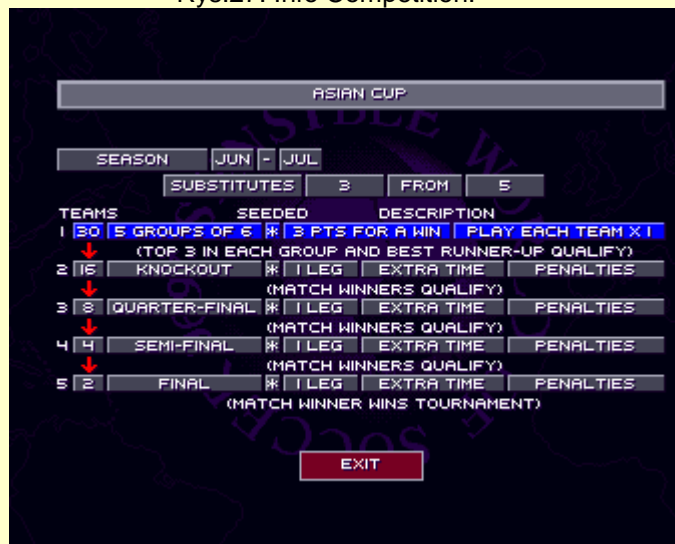 Rys.27. Info Competition.
ASIAN CUP
SEASON JUN - JUL
SUBSTITUTES 3 FROM 5
TEAMS SEEDED DESCRIPTION
1 30 5 GROUPS OF 6 * 3 PTS FOR A WIN PLAY EACH TEAM X 1
(TOP 3 IN EACH GROUP AND BEST RUNNER-UP QUALIFY)
2 16 KNOCKOUT * 1 LEG EXTRA TIME PENALTIES
(MATCH WINNERS QUALIFY)
3 8 QUARTER-FINAL * 1 LEG EXTRA TIME PENALTIES
(MATCH WINNERS QUALIFY)
4 4 SEMI-FINAL * 1 LEG EXTRA TIME PENALTIES
(MATCH WINNERS QUALIFY)
5 2 FINAL * 1 LEG EXTRA TIME PENALTIES
(MATCH WINNER WINS TOURNAMENT)
EXIT